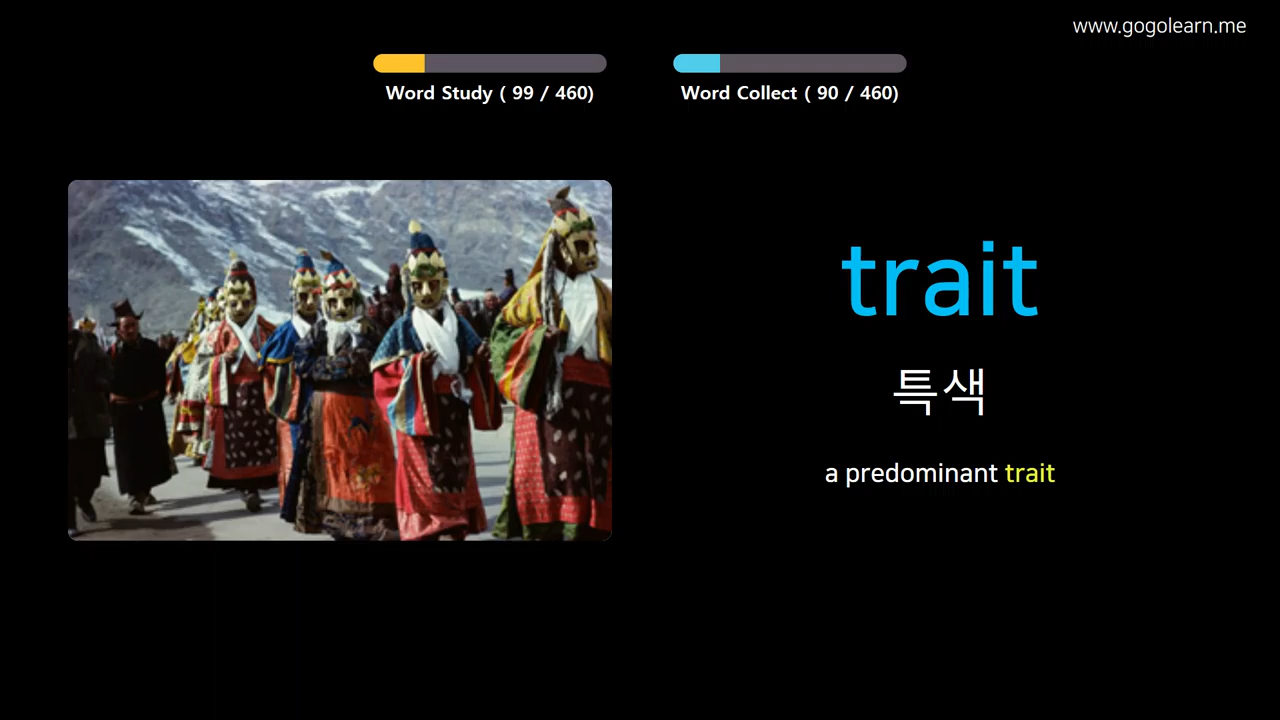 www.gogolearn.me
Word Study ( 99 / 460)
Word Collect ( 90 / 460)
trait
특색
a predominant trait